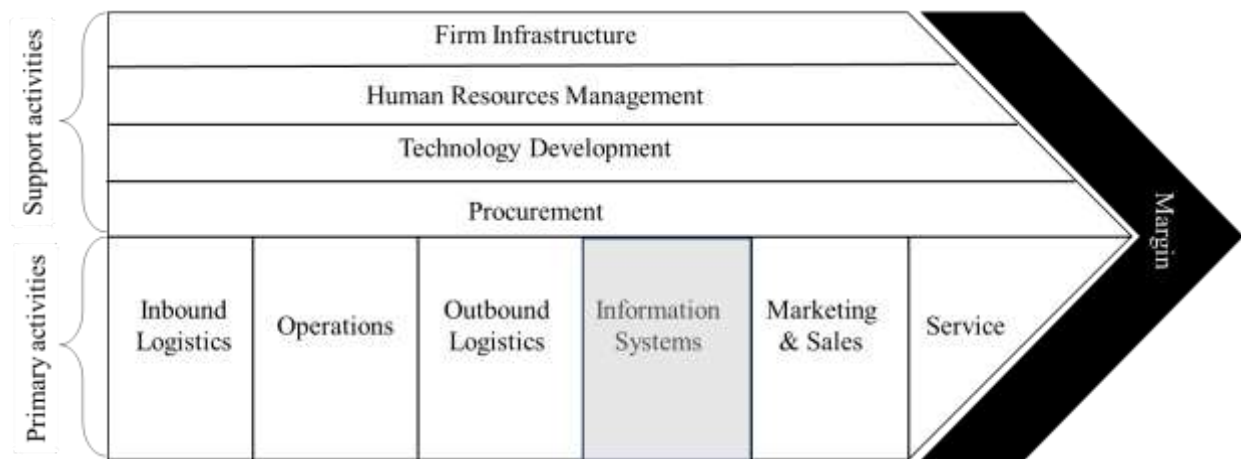 Support activities
Firm Infrastructure
Human Resources Management
Technology Development
Procurement
Margin
Primary activities
Inbound
Logistics
Operations
Outbound
Logistics
Information
Systems
Marketing
& Sales
Service